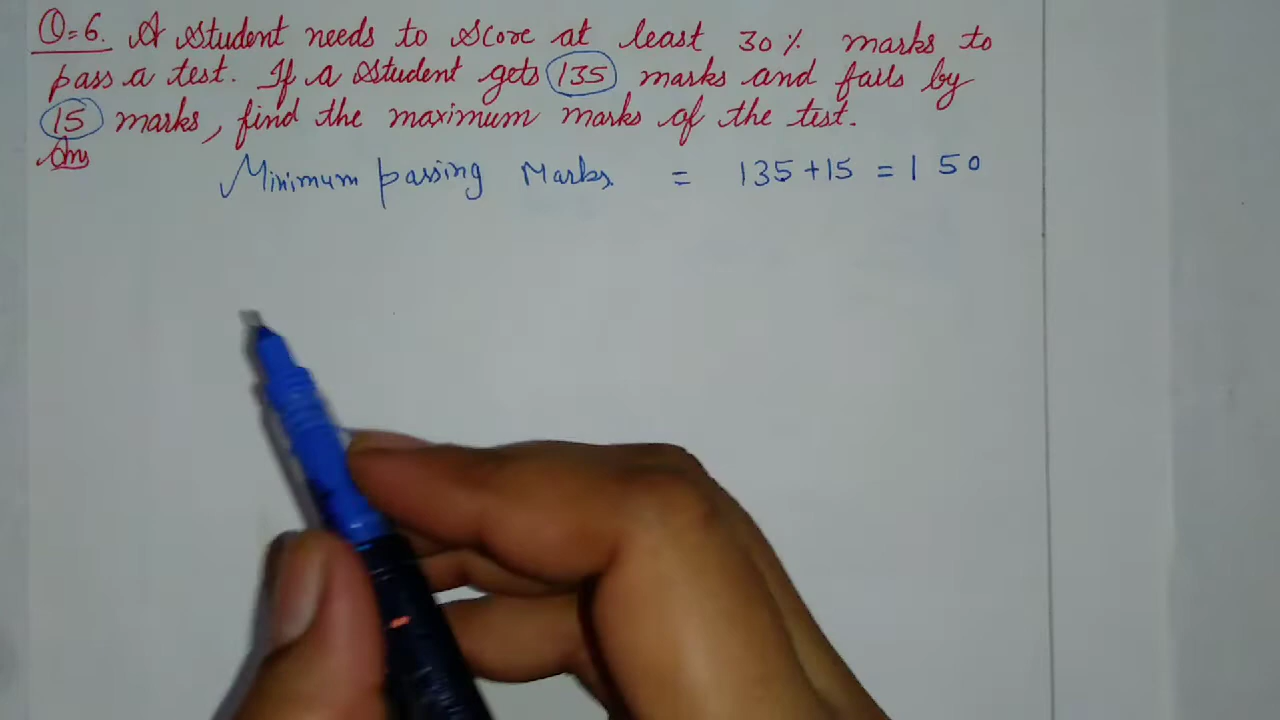 Q=6. A student needs to score at least 30% marks to
pass a test. If a student gets 135 marks and fails by
15 marks, find the maximum marks of the test.
Ans
Minimum passing Marks = 135+15 = 150